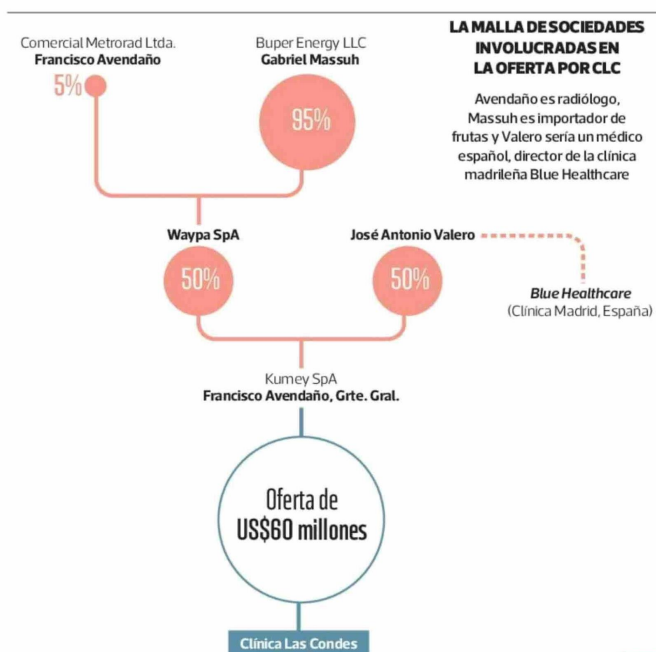 LA MALLA DE SOCIEDADES
INVOLUCRADAS EN
LA OFERTA POR CLC
Avendaño es radiólogo,
Massuh es importador de
frutas y Valero sería un médico
español, director de la clínica
madrileña Blue Healthcare
Comercial Metrorad Ltda.
Francisco Avendaño
5%
Buper Energy LLC
Gabriel Massuh
95%
Waypa SpA
50%
José Antonio Valero
50%
Blue Healthcare
(Clínica Madrid, España)
Kumey SpA
Francisco Avendaño, Grte. Gral.
Oferta de
US$60 millones
Clínica Las Condes